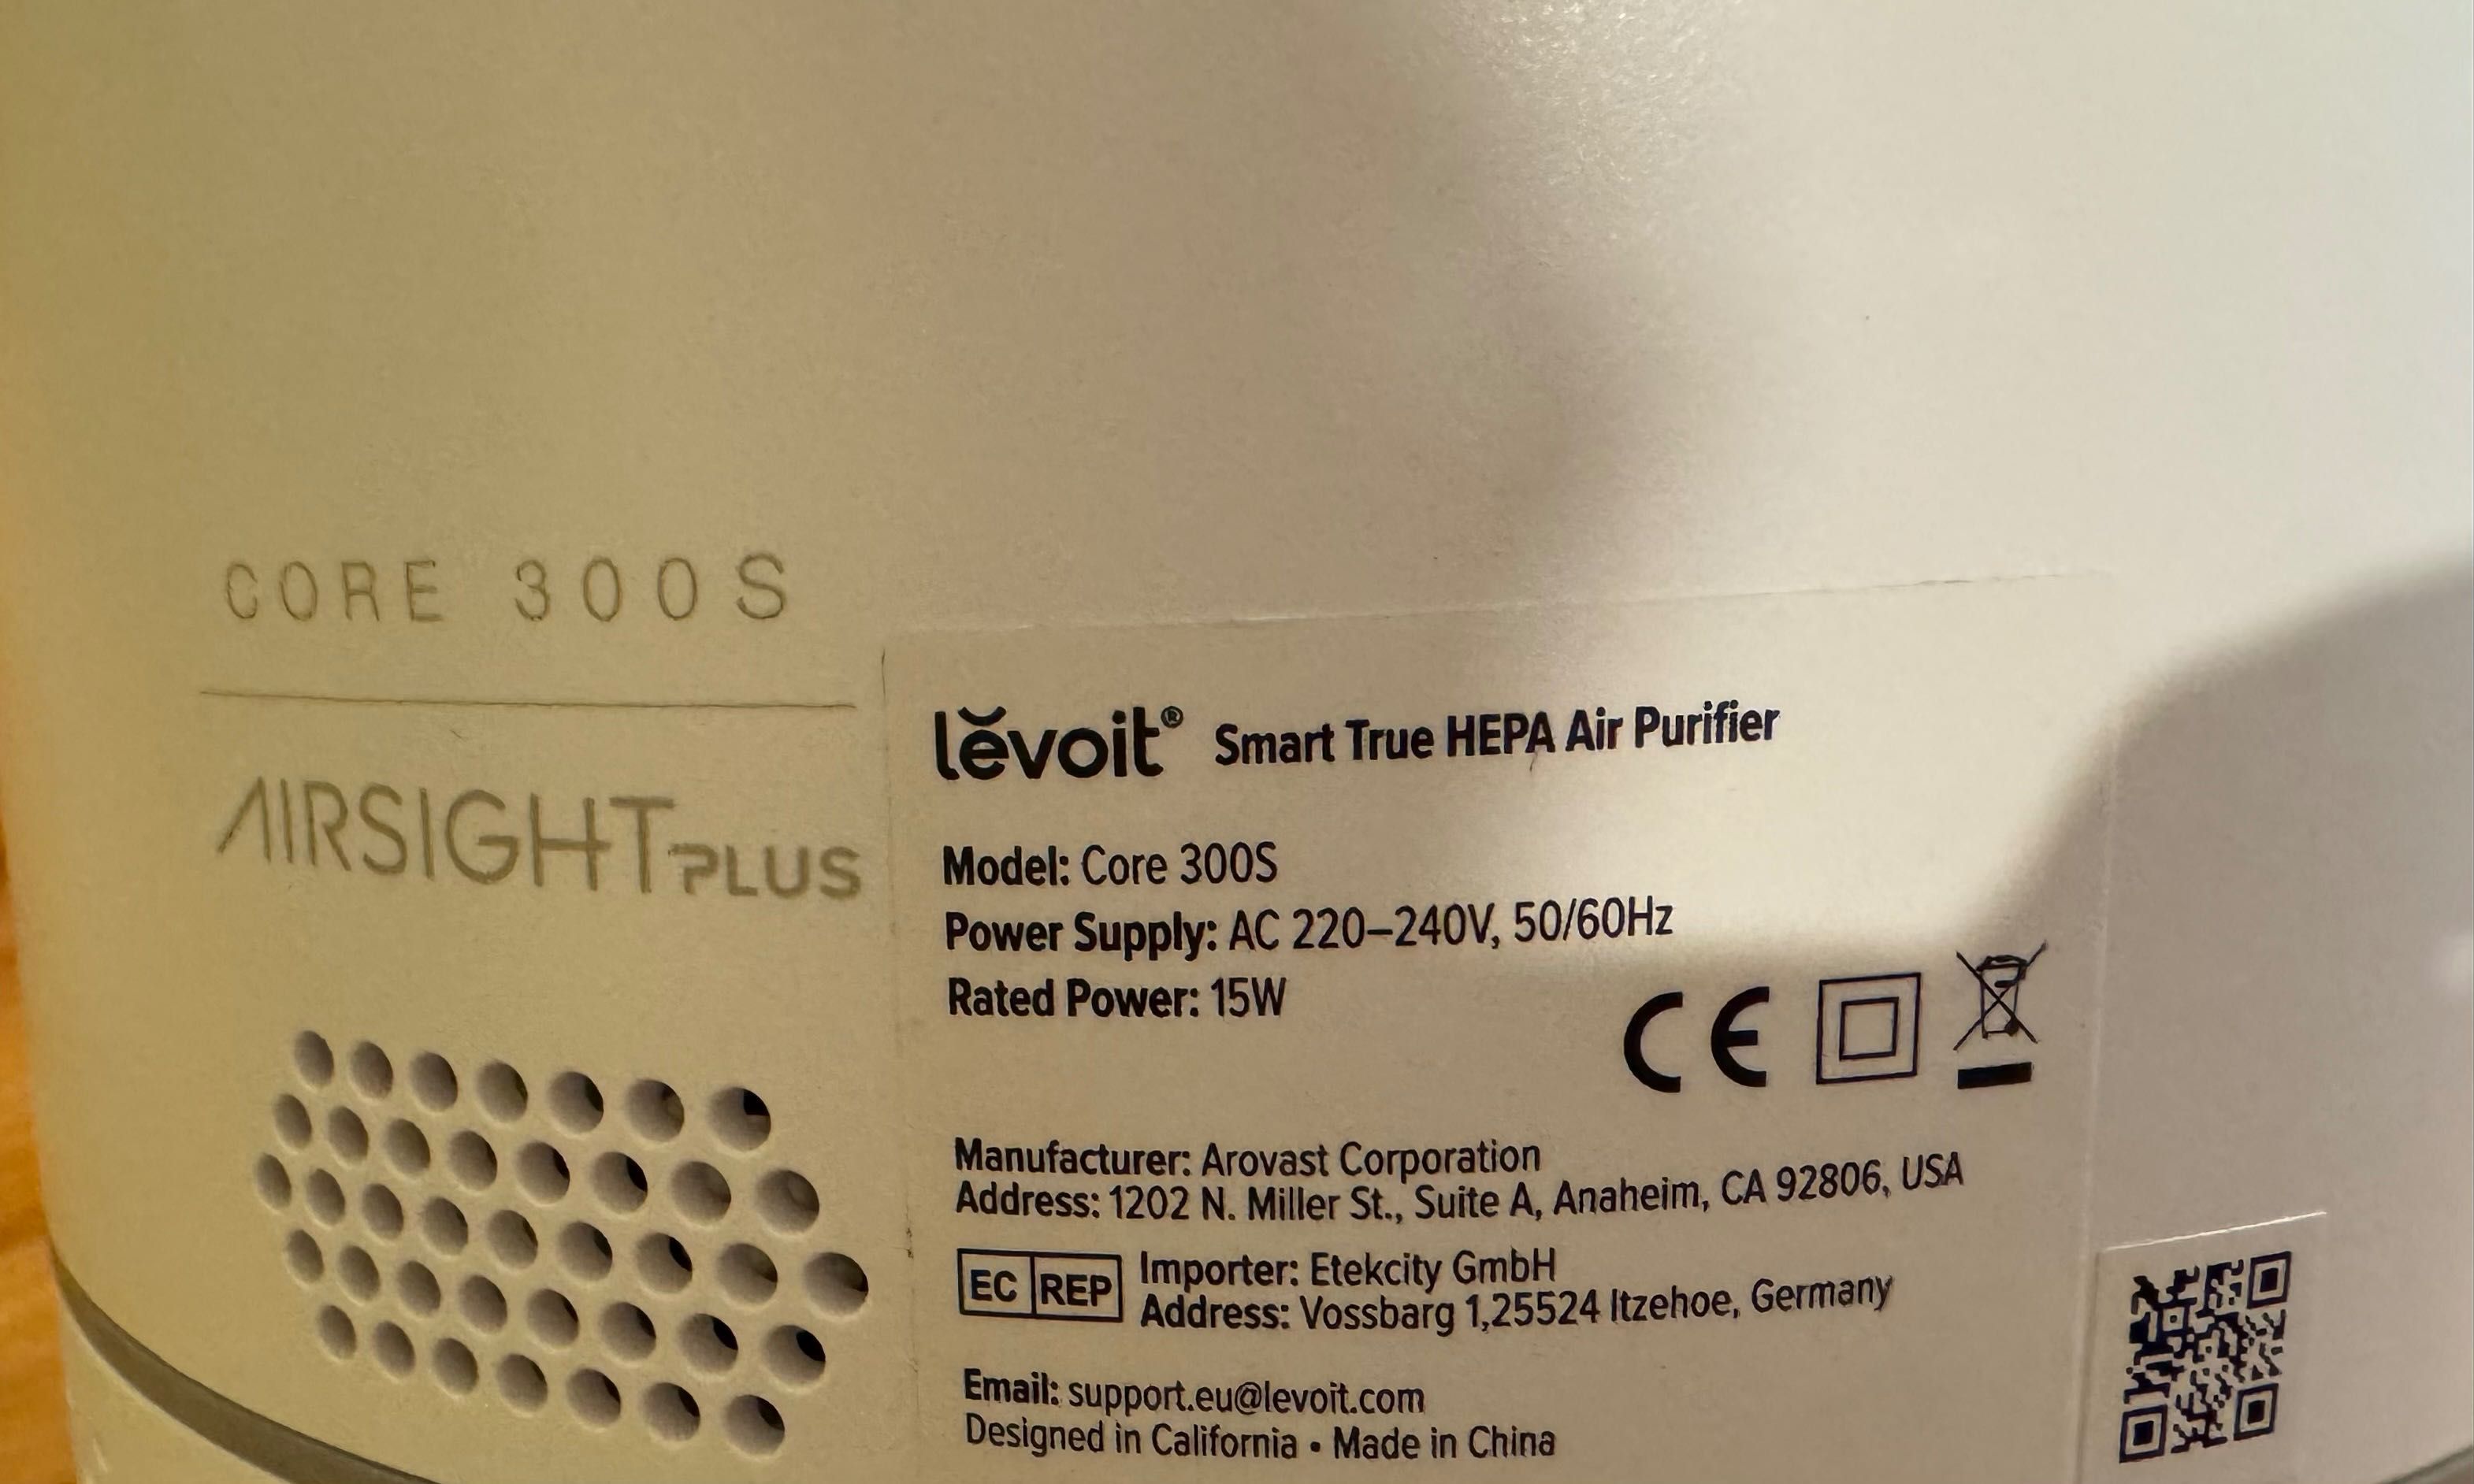 CORE 300S
AIRSIGHT PLUS
levoit® Smart True HEPA Air Purifier
Model: Core 300S
Power Supply: AC 220–240V, 50/60Hz
Rated Power: 15W
CE
Manufacturer: Arovast Corporation
Address: 1202 N. Miller St., Suite A, Anaheim, CA 92806, USA
EC REP
Importer: Etekcity GmbH
Address: Vossbarg 1,25524 Itzehoe, Germany
Email: support.eu@levoit.com
Designed in California • Made in China